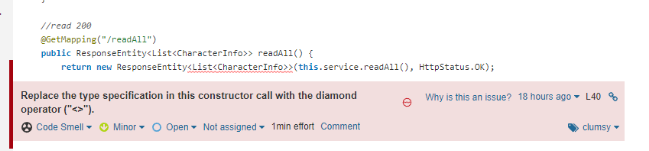 }
//read 200
@GetMapping("/readAll")
public ResponseEntity<List<CharacterInfo>> readAll() {
return new ResponseEntity<List<CharacterInfo>>(this.service.readAll(), HttpStatus.OK);
Replace the type specification in this constructor call with the diamond operator ("<>"). Why is this an issue? 18 hours ago L40
Code Smell Minor Open Not assigned 1min effort Comment clumsy